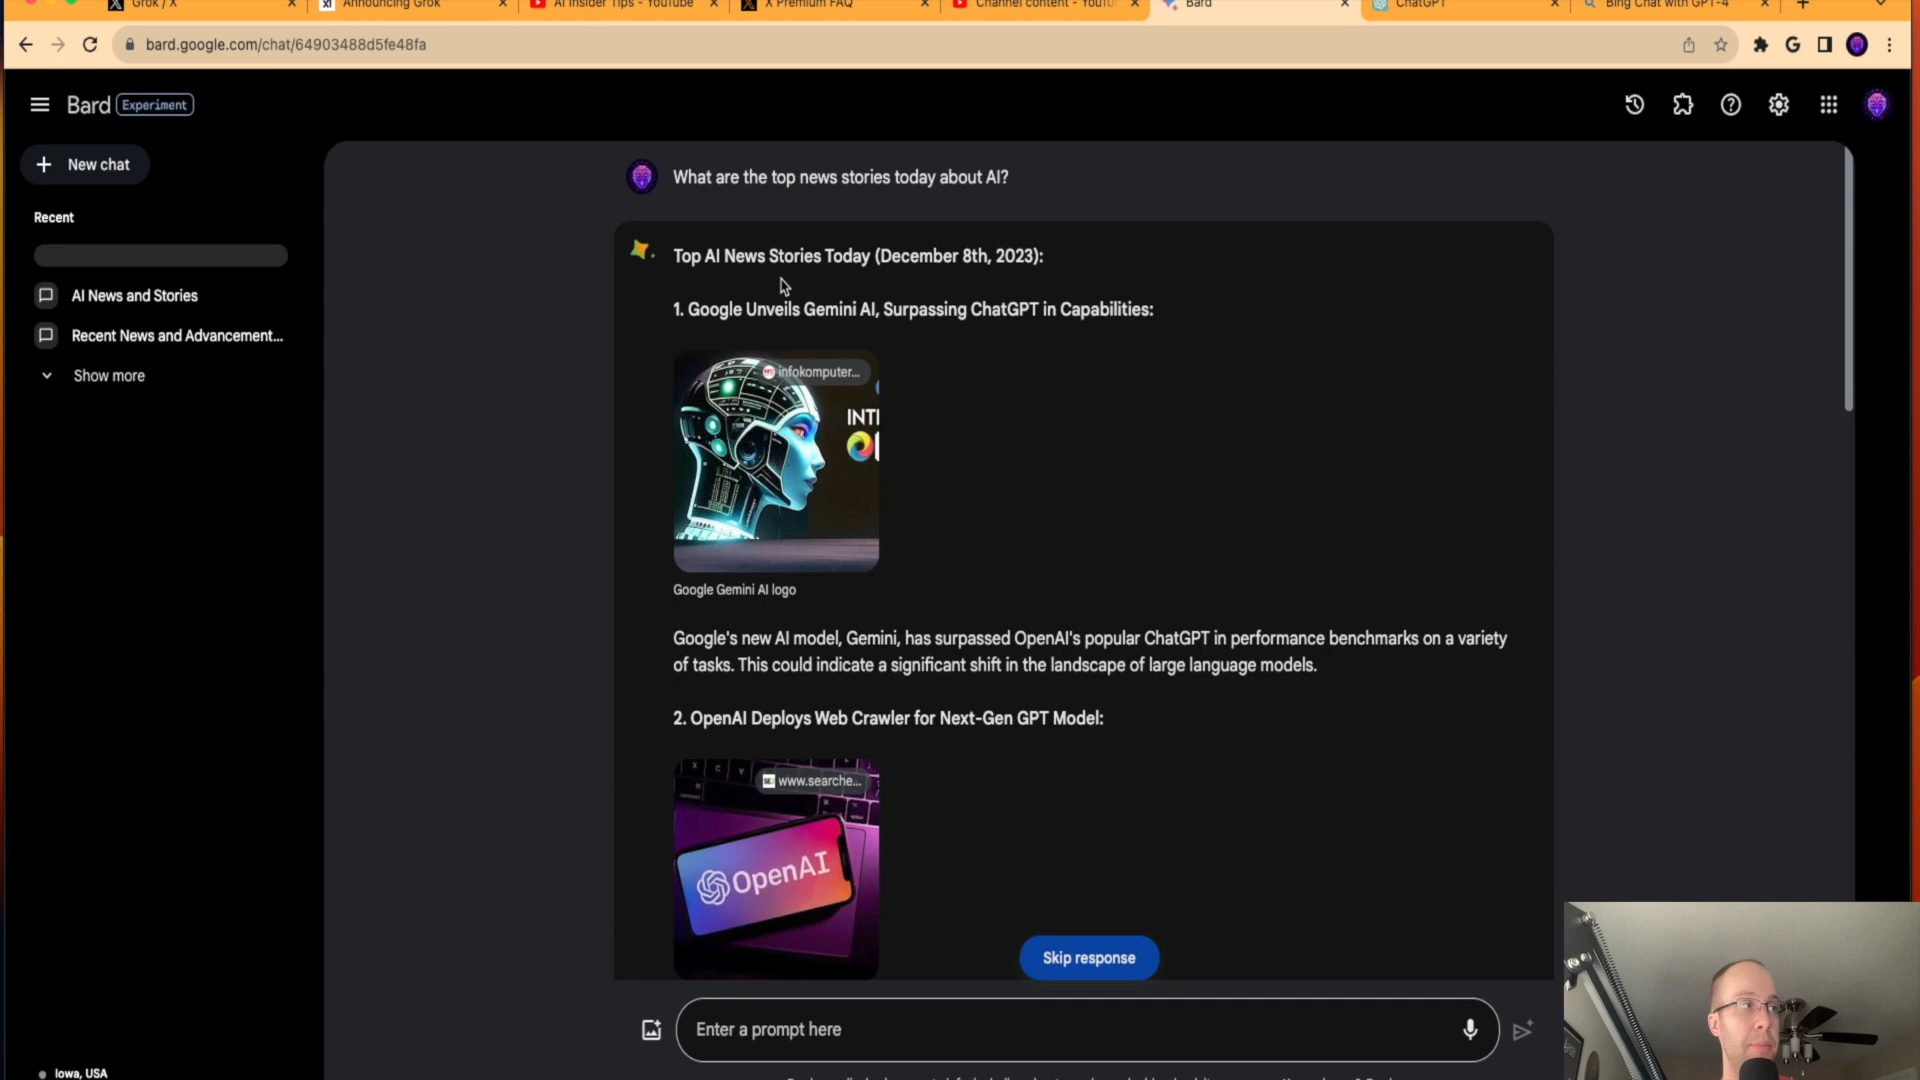 Grok / X
Announcing Grok
AI Insider Tips - YouTube
X Premium FAQ
Channel content - YouTu
Bard
ChatGPT
Bing Chat with GPT-4
bard.google.com/chat/64903488d5fe48fa
Bard Experiment
New chat
Recent
AI News and Stories
Recent News and Advancement...
Show more
What are the top news stories today about AI?
Top AI News Stories Today (December 8th, 2023):
1. Google Unveils Gemini AI, Surpassing ChatGPT in Capabilities:
infokomputer...
INTI
Google Gemini AI logo
Google's new AI model, Gemini, has surpassed OpenAI's popular ChatGPT in performance benchmarks on a variety
of tasks. This could indicate a significant shift in the landscape of large language models.
2. OpenAI Deploys Web Crawler for Next-Gen GPT Model:
www.searche...
OpenAI
Skip response
Enter a prompt here
Iowa, USA